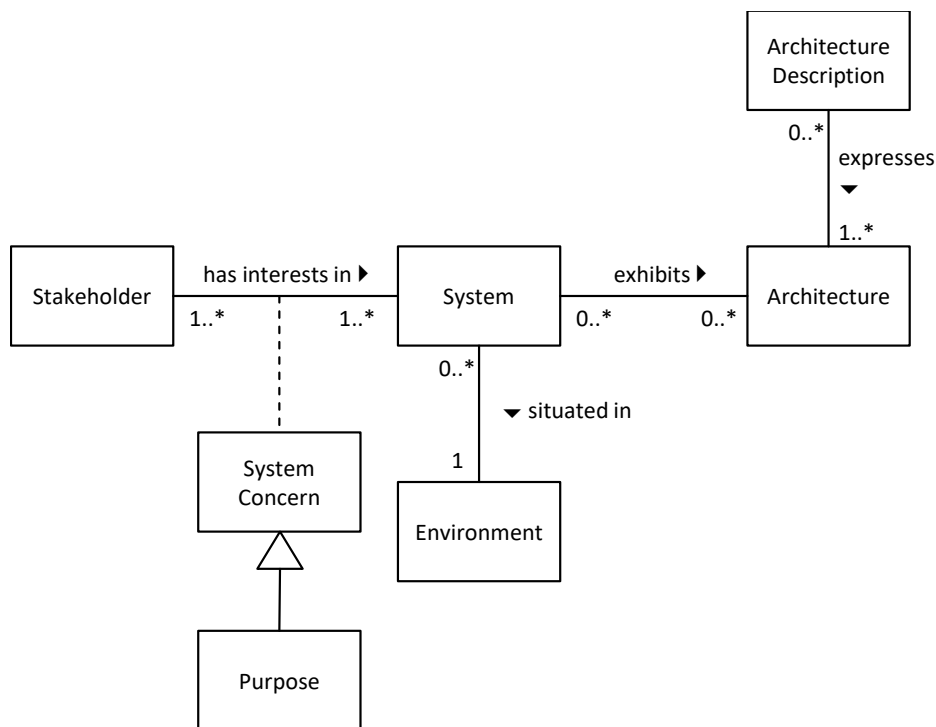 Architecture
Description
0..*
expresses
1..*
Stakeholder
has interests in
1..*
1..*
System
exhibits
0..*
0..*
Architecture
0..*
situated in
1
System
Concern
Environment
Purpose